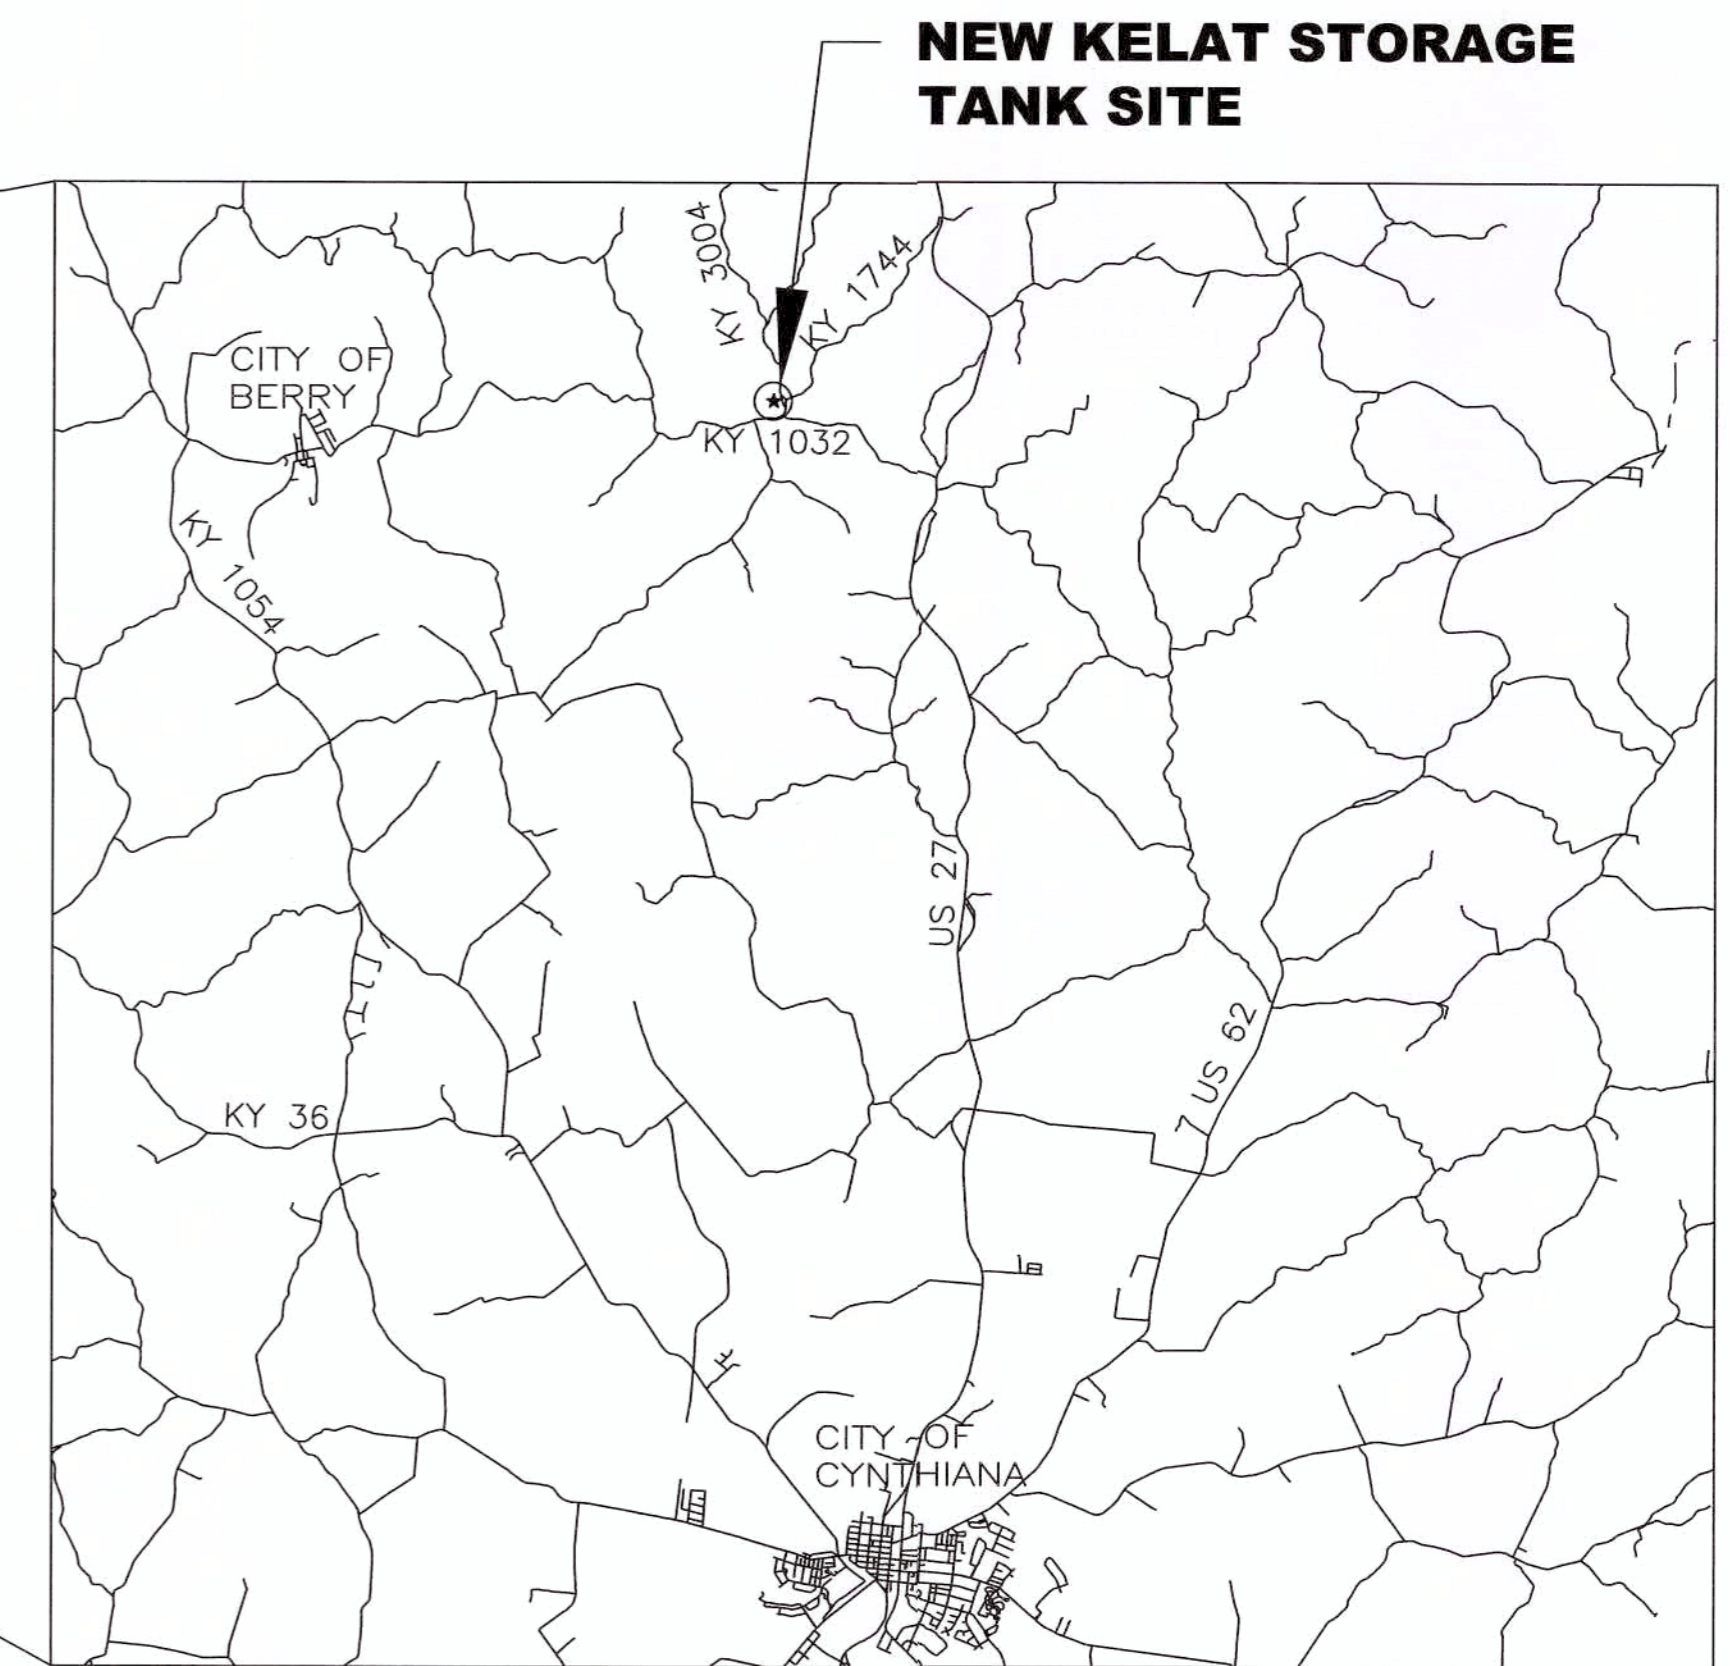 NEW KELAT STORAGE
TANK SITE
KY 3004
KY 1744
CITY OF
BERRY
KY 1032
KY 1054
US 27
7 US 62
KY 36
CITY OF
CYNTHIANA